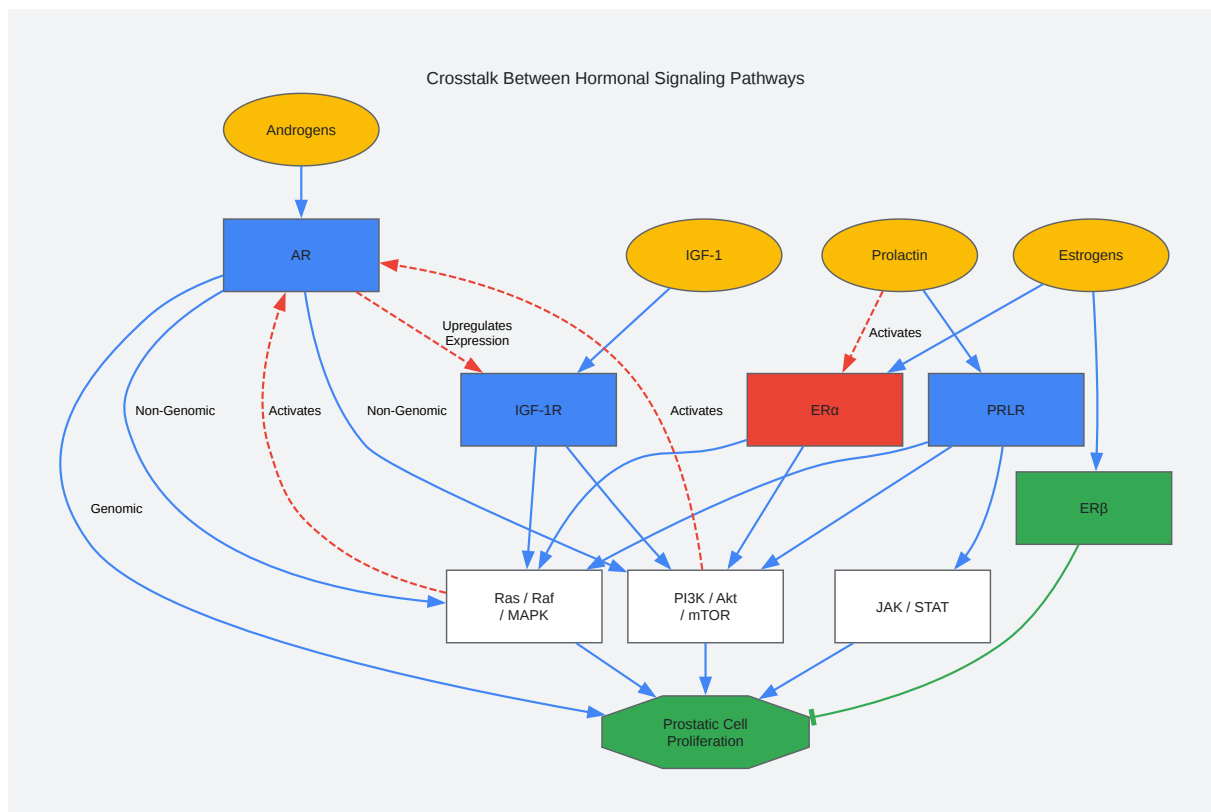 Crosstalk Between Hormonal Signaling Pathways
Androgens
AR
IGF-1
Prolactin
Estrogens
Upregulates
Expression
Activates
Non-Genomic
Activates
Non-Genomic
IGF-1R
Activates
ERα
PRLR
Genomic
ERβ
Ras / Raf
/ MAPK
PI3K / Akt
/ mTOR
JAK / STAT
Prostatic Cell
Proliferation